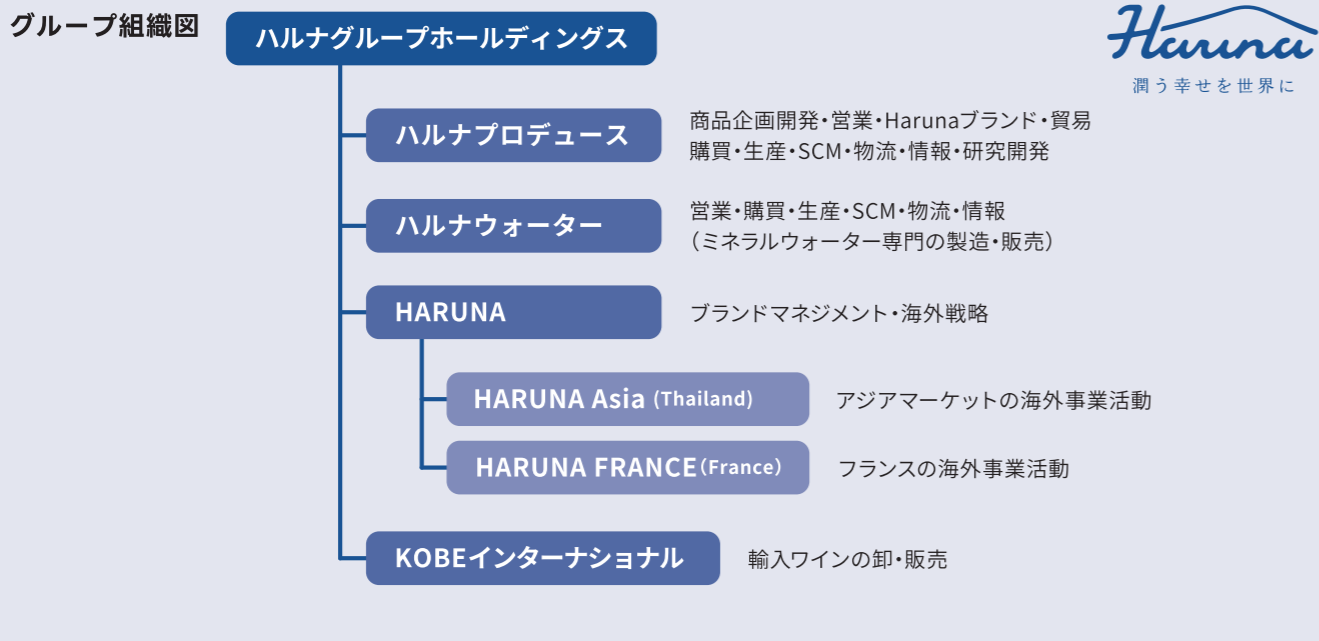 グループ組織図
ハルナグループホールディングス
Haruna
潤う幸せを世界に
ハルナプロデュース
商品企画開発・営業・Harunaブランド・貿易
購買・生産・SCM・物流・情報・研究開発
ハルナウォーター
営業・購買・生産・SCM・物流・情報
（ミネラルウォーター専門の製造・販売）
HARUNA
ブランドマネジメント・海外戦略
HARUNA Asia (Thailand)
アジアマーケットの海外事業活動
HARUNA FRANCE（France）
フランスの海外事業活動
KOBEインターナショナル
輸入ワインの卸・販売